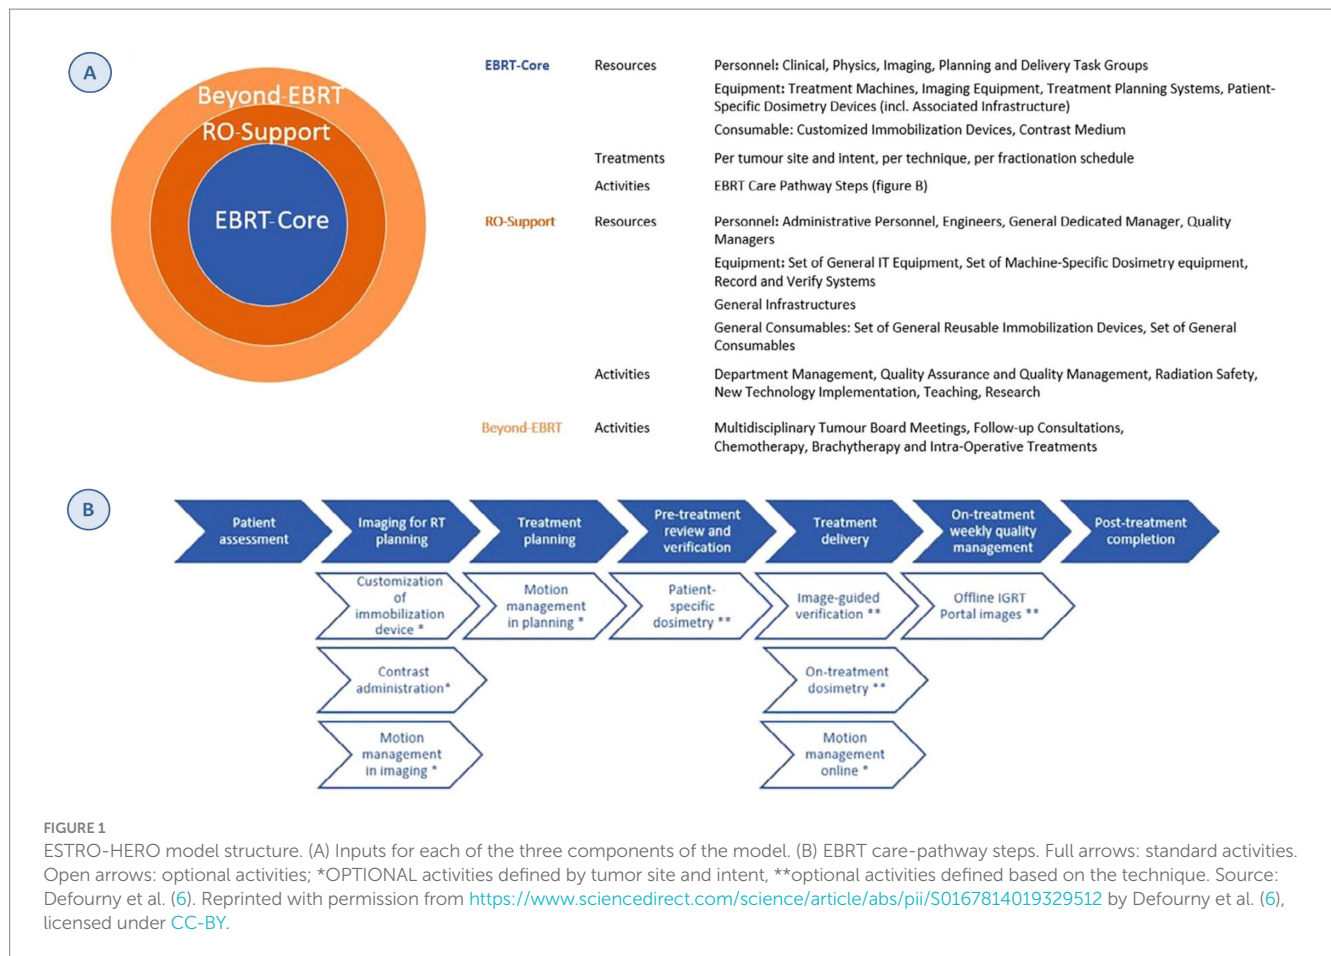 A
Beyond-EBRT
RO-Support
EBRT-Core
EBRT-Core Resources Personnel: Clinical, Physics, Imaging, Planning and Delivery Task Groups
Equipment: Treatment Machines, Imaging Equipment, Treatment Planning Systems, Patient-
Specific Dosimetry Devices (incl. Associated Infrastructure)
Consumable: Customized Immobilization Devices, Contrast Medium
Treatments Per tumour site and intent, per technique, per fractionation schedule
Activities EBRT Care Pathway Steps (figure B)
RO-Support Resources Personnel: Administrative Personnel, Engineers, General Dedicated Manager, Quality
Managers
Equipment: Set of General IT Equipment, Set of Machine-Specific Dosimetry equipment,
Record and Verify Systems
General Infrastructures
General Consumables: Set of General Reusable Immobilization Devices, Set of General
Consumables
Activities Department Management, Quality Assurance and Quality Management, Radiation Safety,
New Technology Implementation, Teaching, Research
Beyond-EBRT Activities Multidisciplinary Tumour Board Meetings, Follow-up Consultations,
Chemotherapy, Brachytherapy and Intra-Operative Treatments
B
Patient
assessment
Imaging for RT
planning
Treatment
planning
Pre-treatment
review and
verification
Treatment
delivery
On-treatment
weekly quality
management
Post-treatment
completion
Customization
of
immobilization
device *
Motion
management
in planning *
Patient-
specific
dosimetry **
Image-guided
verification **
Offline IGRT
Portal images **
Contrast
administration*
On-treatment
dosimetry **
Motion
management
in imaging *
Motion
management
online *
FIGURE 1
ESTRO-HERO model structure. (A) Inputs for each of the three components of the model. (B) EBRT care-pathway steps. Full arrows: standard activities.
Open arrows: optional activities; *OPTIONAL activities defined by tumor site and intent, **optional activities defined based on the technique. Source:
Defourny et al. (6). Reprinted with permission from https://www.sciencedirect.com/science/article/abs/pii/S0167814019329512 by Defourny et al. (6),
licensed under CC-BY.